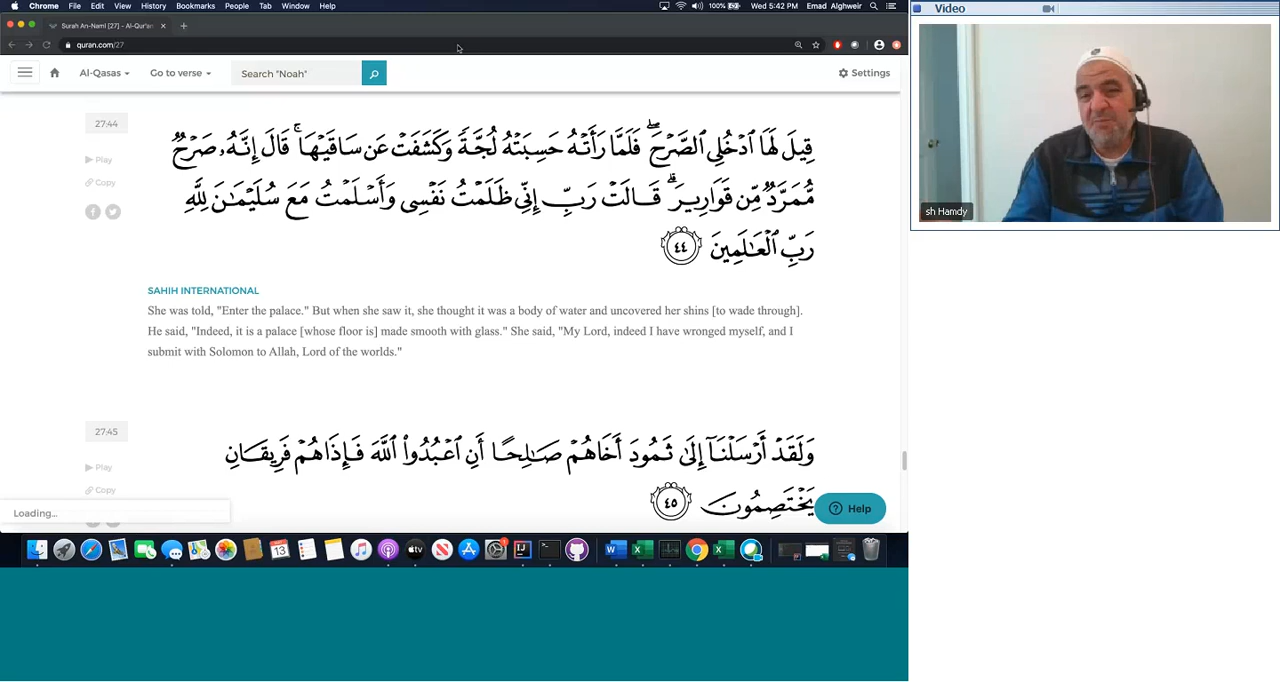 Chrome File Edit View History Bookmarks People Tab Window Help 100% Wed 5:42 PM Emad Alghweir
Surah An-Naml [27] - Al-Qur'an
quran.com/27
Al-Qasas Go to verse Search "Noah" Settings
27:44
Play
Copy
قِيلَ لَهَا ٱدْخُلِى ٱلصَّرْحَ ۖ فَلَمَّا رَأَتْهُ حَسِبَتْهُ لُجَّةً وَكَشَفَتْ عَن سَاقَيْهَا ۚ قَالَ إِنَّهُۥ صَرْحٌ
مُّمَرَّدٌ مِّن قَوَارِيرَ ۗ قَالَتْ رَبِّ إِنِّى ظَلَمْتُ نَفْسِى وَأَسْلَمْتُ مَعَ سُلَيْمَـٰنَ لِلَّهِ
رَبِّ ٱلْعَـٰلَمِينَ ٤٤
SAHIH INTERNATIONAL
She was told, "Enter the palace." But when she saw it, she thought it was a body of water and uncovered her shins [to wade through].
He said, "Indeed, it is a palace [whose floor is] made smooth with glass." She said, "My Lord, indeed I have wronged myself, and I
submit with Solomon to Allah, Lord of the worlds."
27:45
Play
Copy
وَلَقَدْ أَرْسَلْنَآ إِلَىٰ ثَمُودَ أَخَاهُمْ صَـٰلِحًا أَنِ ٱعْبُدُوا۟ ٱللَّهَ فَإِذَا هُمْ فَرِيقَانِ
يَخْتَصِمُونَ ٤٥
Loading...
Help
Video
sh Hamdy